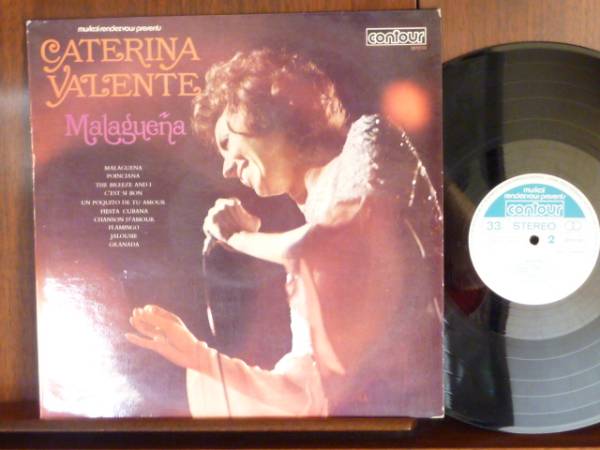 musical rendezvous presents
CATERINA
VALENTE
Malagueña
contour
MALAGUENA
POINCIANA
THE BREEZE AND I
C'EST SI BON
UN POQUITO DE TU AMOUR
FIESTA CUBANA
CHANSON D'AMOUR
FLAMINGO
JALOUSIE
GRANADA
musical
rendezvous presents
contour
33 STEREO
2